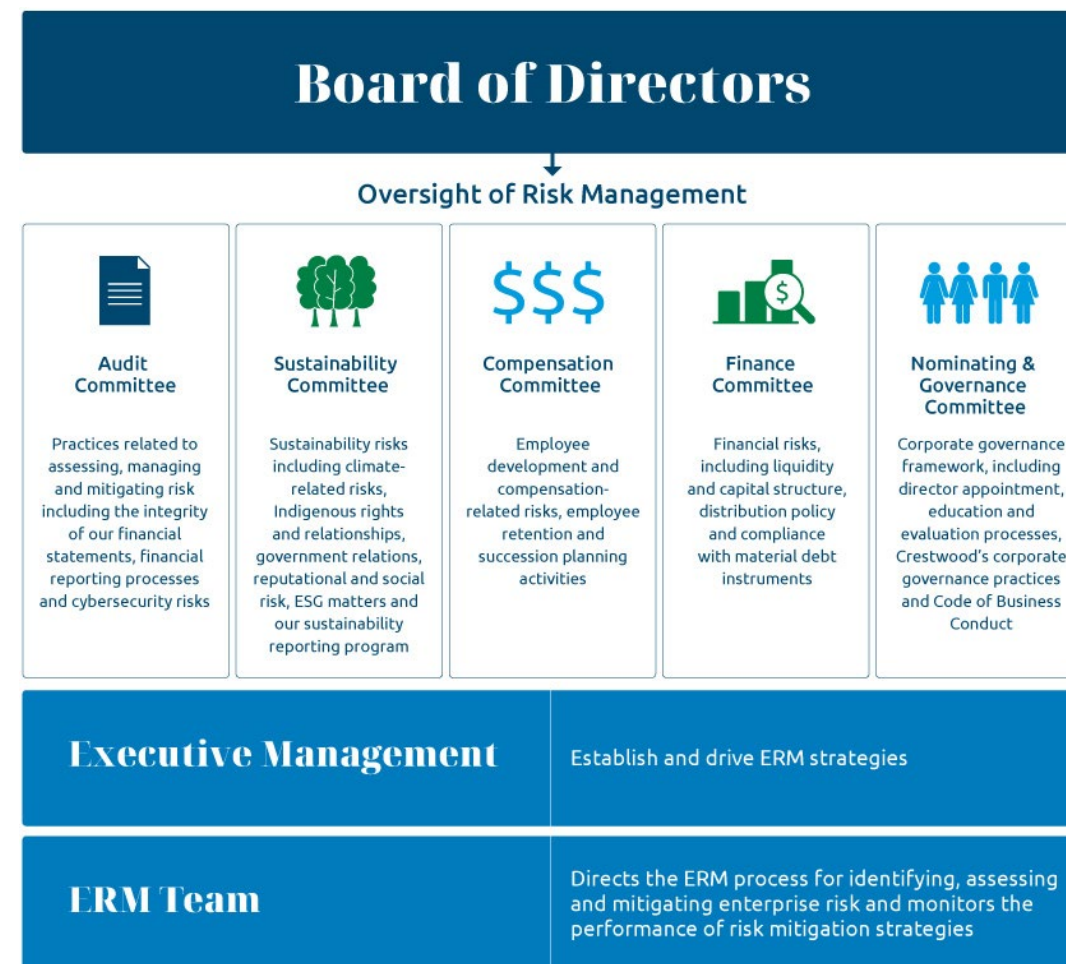 Board of Directors
Oversight of Risk Management
$$$
$
Audit
Committee
Practices related to
assessing, managing
and mitigating risk
including the integrity
of our financial
statements, financial
reporting processes
and cybersecurity risks
Sustainability
Committee
Sustainability risks
including climate-
related risks,
Indigenous rights
and relationships,
government relations,
reputational and social
risk, ESG matters and
our sustainability
reporting program
Compensation
Committee
Employee
development and
compensation-
related risks, employee
retention and
succession planning
activities
Finance
Committee
Financial risks,
including liquidity
and capital structure,
distribution policy
and compliance
with material debt
instruments
Nominating &
Governance
Committee
Corporate governance
framework, including
director appointment,
education and
evaluation processes,
Crestwood’s corporate
governance practices
and Code of Business
Conduct
Executive Management
Establish and drive ERM strategies
ERM Team
Directs the ERM process for identifying, assessing
and mitigating enterprise risk and monitors the
performance of risk mitigation strategies